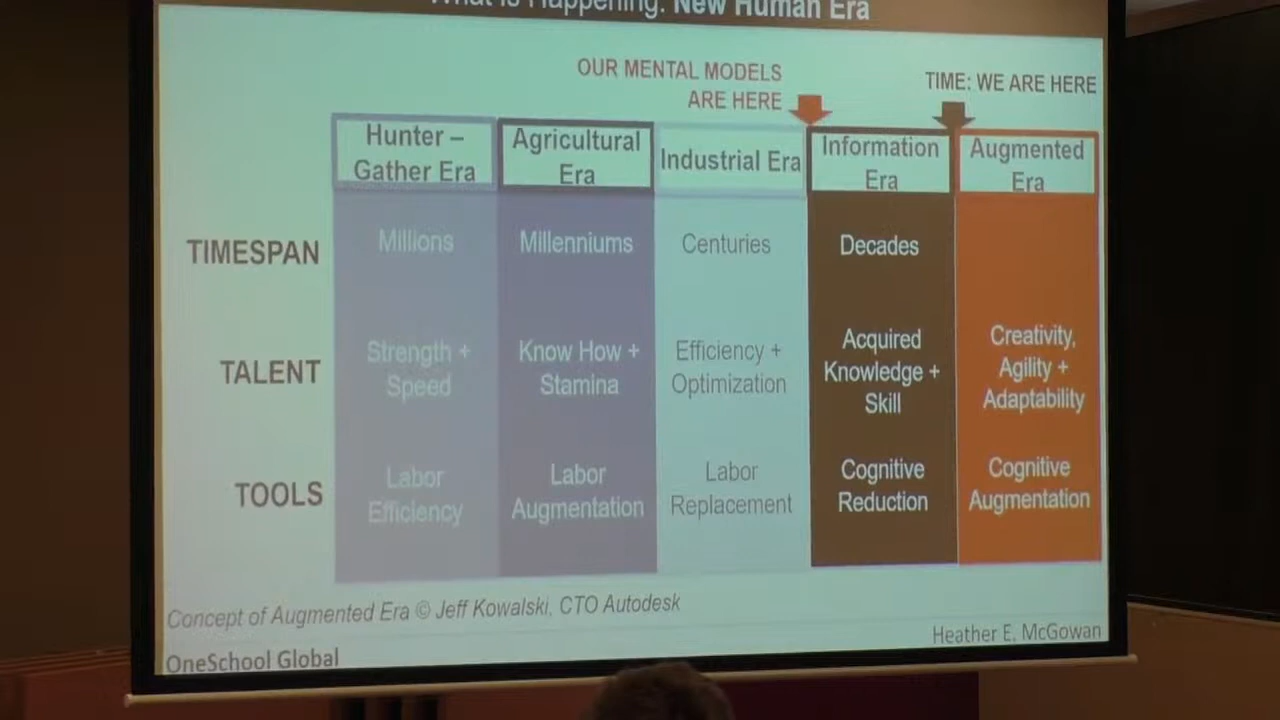 What is Happening: New Human Era
OUR MENTAL MODELS
ARE HERE
TIME: WE ARE HERE
Hunter –
Gather Era
Agricultural
Era
Industrial Era
Information
Era
Augmented
Era
TIMESPAN
Millions
Millenniums
Centuries
Decades
TALENT
Strength +
Speed
Know How +
Stamina
Efficiency +
Optimization
Acquired
Knowledge +
Skill
Creativity,
Agility +
Adaptability
TOOLS
Labor
Efficiency
Labor
Augmentation
Labor
Replacement
Cognitive
Reduction
Cognitive
Augmentation
Concept of Augmented Era © Jeff Kowalski, CTO Autodesk
Heather E. McGowan
OneSchool Global